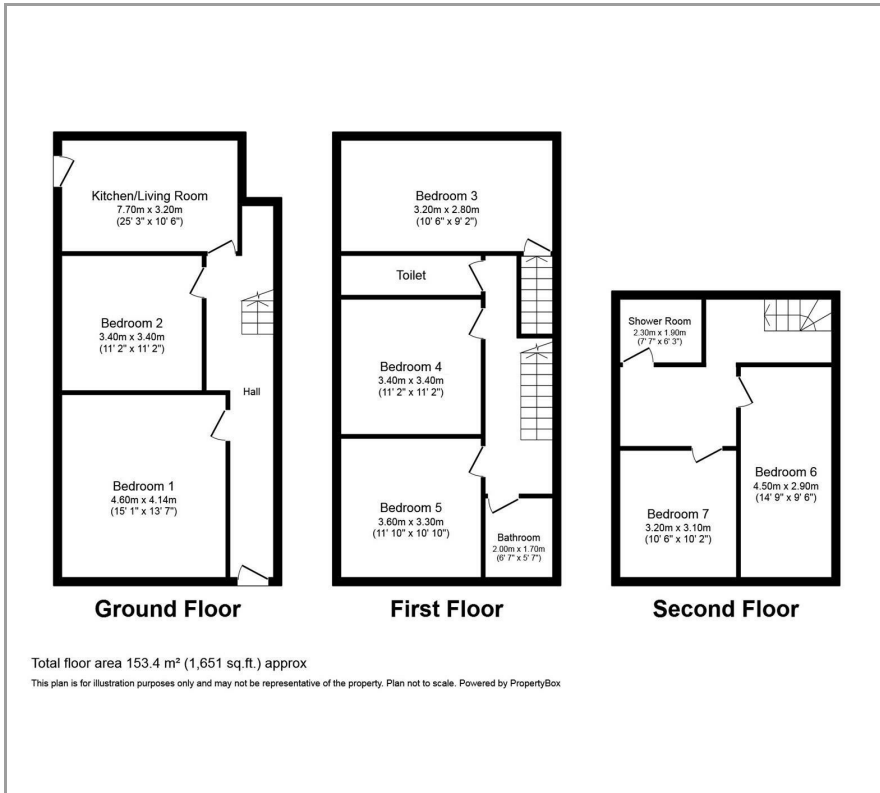 Kitchen/Living Room
7.70m x 3.20m
(25' 3" x 10' 6")
Bedroom 2
3.40m x 3.40m
(11' 2" x 11' 2")
Hall
Bedroom 1
4.60m x 4.14m
(15' 1" x 13' 7")
Ground Floor
Bedroom 3
3.20m x 2.80m
(10' 6" x 9' 2")
Toilet
Bedroom 4
3.40m x 3.40m
(11' 2" x 11' 2")
Bedroom 5
3.60m x 3.30m
(11' 10" x 10' 10")
Bathroom
2.00m x 1.70m
(6' 7" x 5' 7")
First Floor
Shower Room
2.30m x 1.90m
(7' 7" x 6' 3")
Bedroom 6
4.50m x 2.90m
(14' 9" x 9' 6")
Bedroom 7
3.20m x 3.10m
(10' 6" x 10' 2")
Second Floor
Total floor area 153.4 m² (1,651 sq.ft.) approx
This plan is for illustration purposes only and may not be representative of the property. Plan not to scale. Powered by PropertyBox